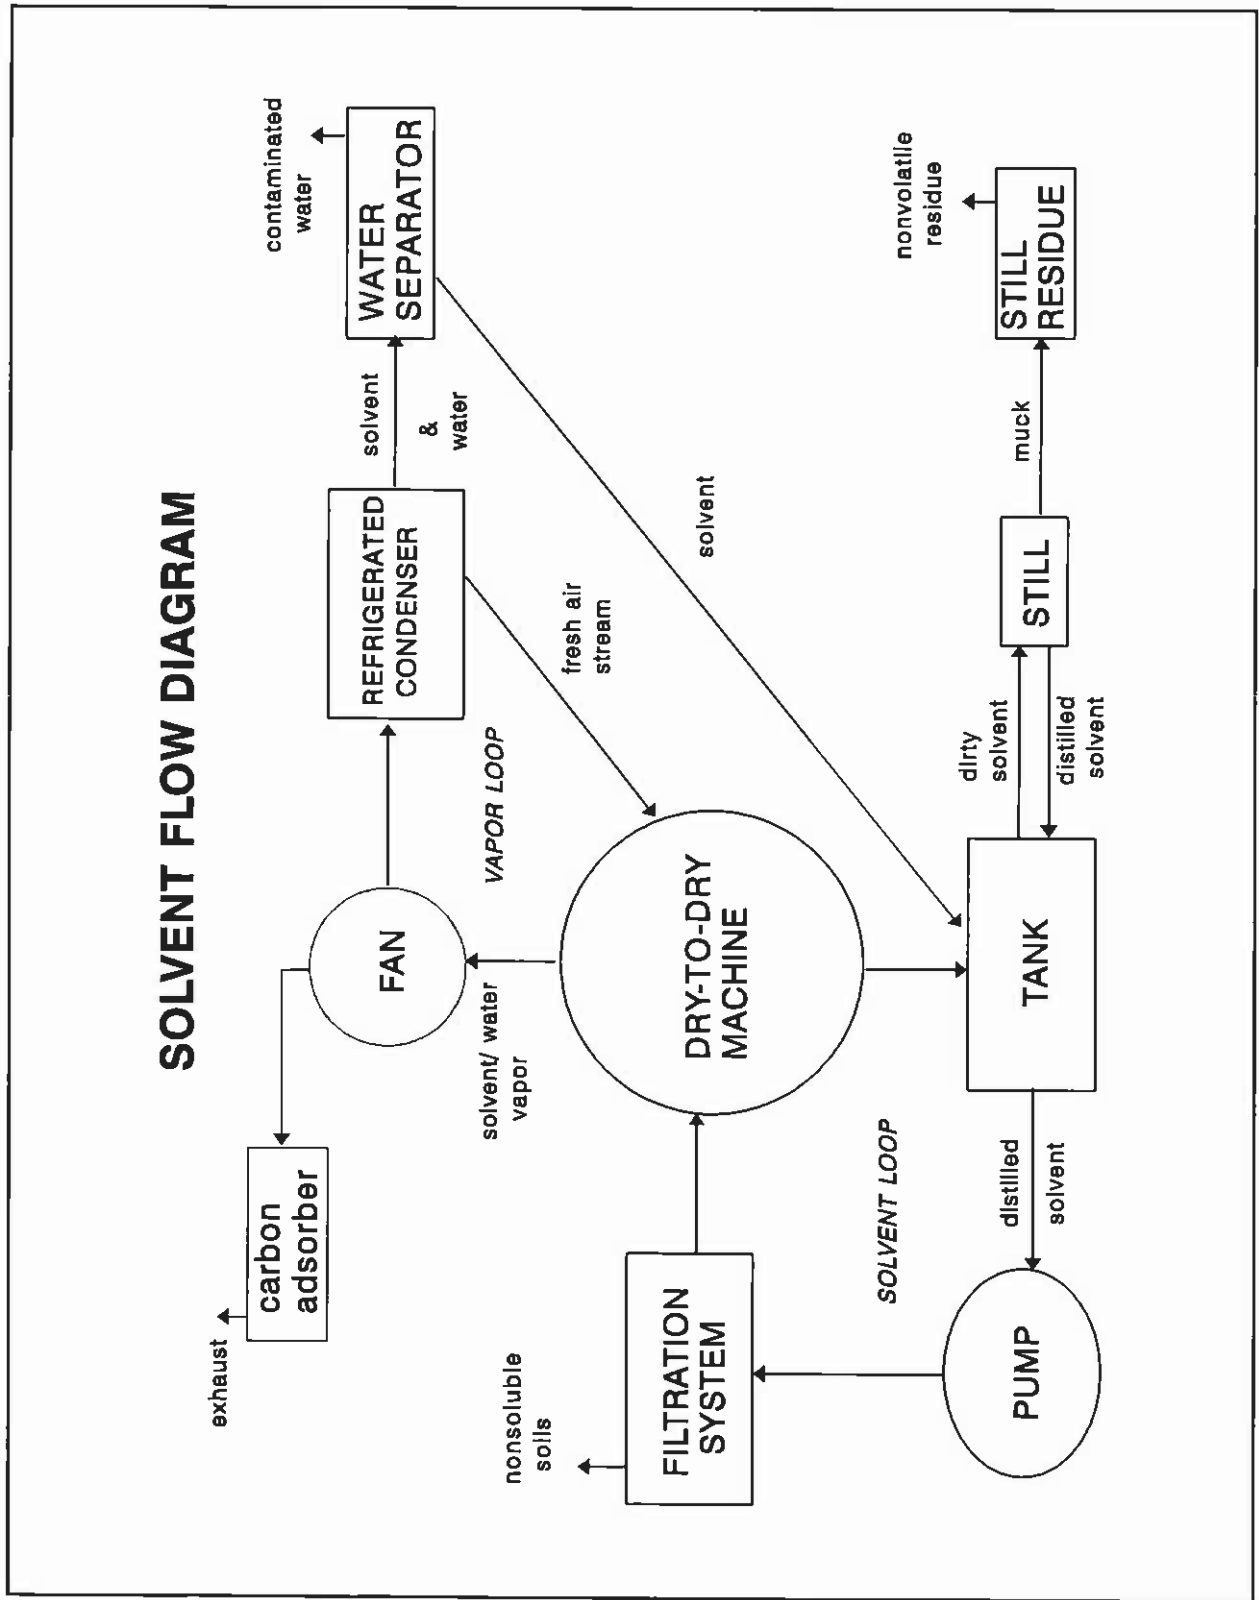 SOLVENT FLOW DIAGRAM
exhaust
carbon
adsorber
FAN
REFRIGERATED
CONDENSER
solvent
& 
water
contaminated
water
WATER
SEPARATOR
solvent/ water
vapor
VAPOR LOOP
fresh air
stream
nonsoluble
soils
FILTRATION
SYSTEM
DRY-TO-DRY
MACHINE
solvent
SOLVENT LOOP
PUMP
distilled
solvent
TANK
dirty
solvent
distilled
solvent
STILL
muck
nonvolatile
residue
STILL
RESIDUE